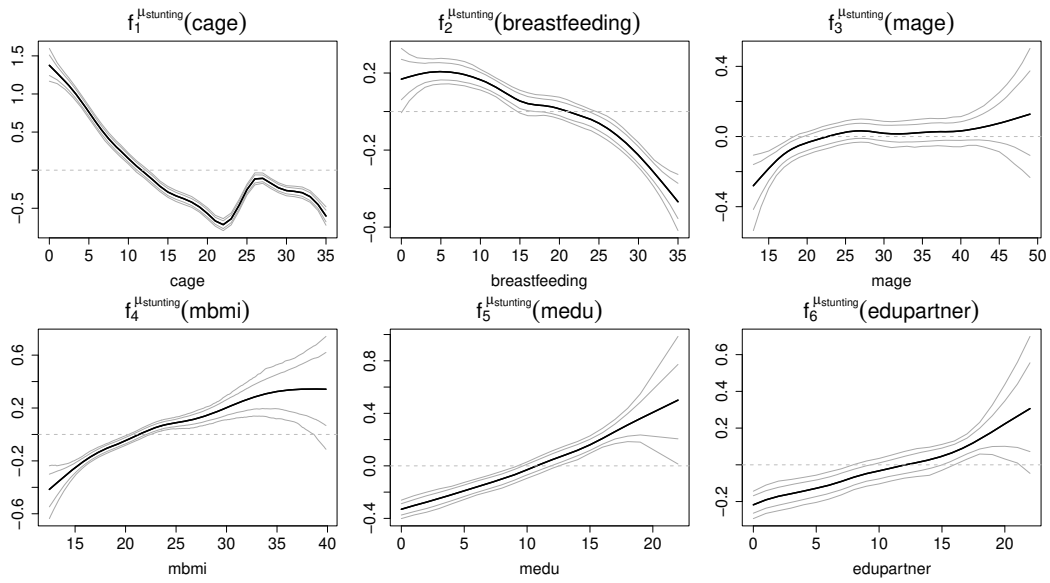 f₁^μstunting(cage)
f₂^μstunting(breastfeeding)
f₃^μstunting(mage)
1.5
1.0
0.5
−0.5
0 5 10 15 20 25 30 35
cage
0.2
−0.2
−0.6
0 5 10 15 20 25 30 35
breastfeeding
0.4
0.0
−0.4
15 20 25 30 35 40 45 50
mage
f₄^μstunting(mbmi)
f₅^μstunting(medu)
f₆^μstunting(edupartner)
0.6
0.2
−0.2
−0.6
15 20 25 30 35 40
mbmi
0.8
0.4
0.0
−0.4
0 5 10 15 20
medu
0.6
0.2
−0.2
0 5 10 15 20
edupartner